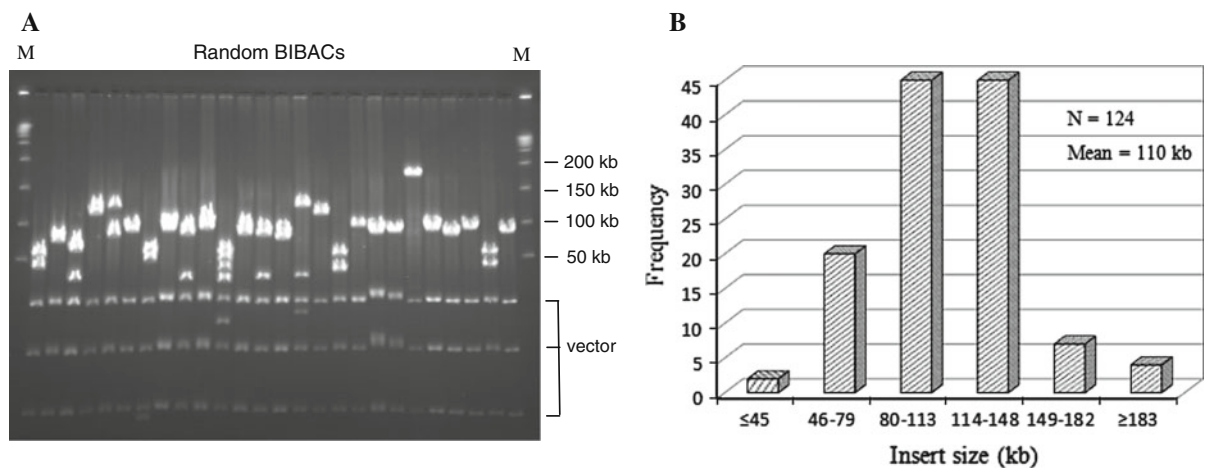 A
M Random BIBACs M
200 kb
150 kb
100 kb
50 kb
vector
B
45
40
35
30
25
20
15
10
5
0
Frequency
N = 124
Mean = 110 kb
≤45 46-79 80-113 114-148 149-182 ≥183
Insert size (kb)